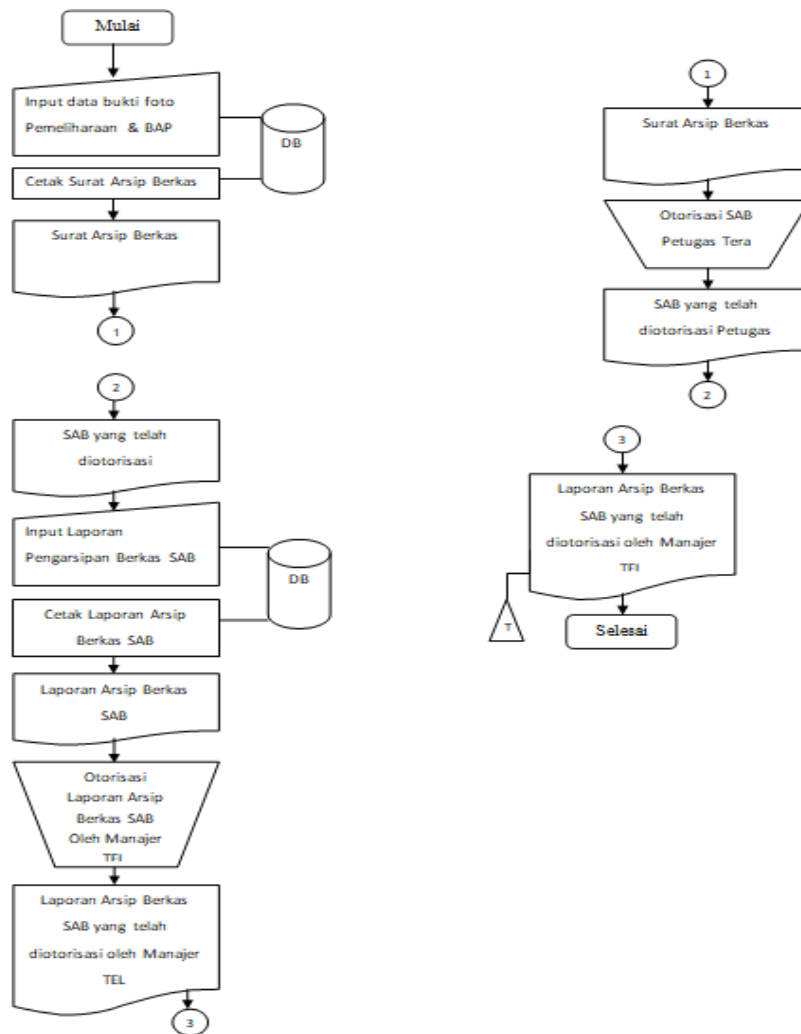 Mulai
Input data bukti foto
Pemeliharaan & BAP
DB
Cetak Surat Arsip Berkas
Surat Arsip Berkas
1
2
SAB yang telah
diotorisasi
Input Laporan
Pengarsipan Berkas SAB
DB
Cetak Laporan Arsip
Berkas SAB
Laporan Arsip Berkas
SAB
Otorisasi
Laporan Arsip
Berkas SAB
Oleh Manajer
Laporan Arsip Berkas
SAB yang telah
diotorisasi oleh Manajer
TEL
3
1
Surat Arsip Berkas
Otorisasi SAB
Petugas Tera
SAB yang telah
diotorisasi Petugas
2
3
Laporan Arsip Berkas
SAB yang telah
diotorisasi oleh Manajer
T
Selesai